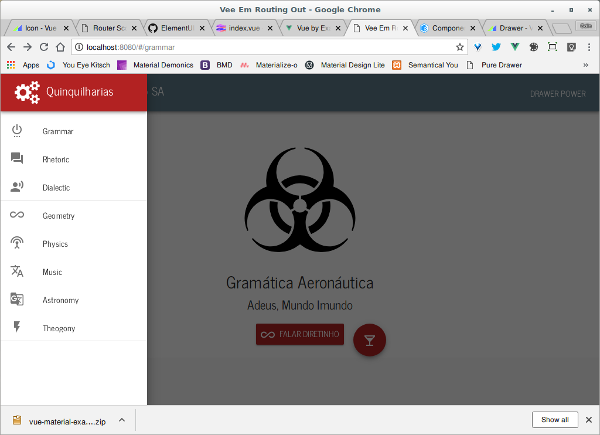 Vee Em Routing Out - Google Chrome
Icon - Vue
Router Sc
ElementU
index.vue
Vue by Ex
Vee Em R
Compone
Drawer - V
localhost:8080/#/grammar
Apps
You Eye Kitsch
Material Demonics
BMD
Materialize-o
Material Design Lite
Semantical You
Pure Drawer
»
Quinquilharias
SA
DRAWER POWER
Grammar
Rhetoric
Dialectic
Geometry
Physics
Music
Astronomy
Theogony
Gramática Aeronáutica
Adeus, Mundo Imundo
FALAR DIRETINHO
vue-material-exa....zip
Show all